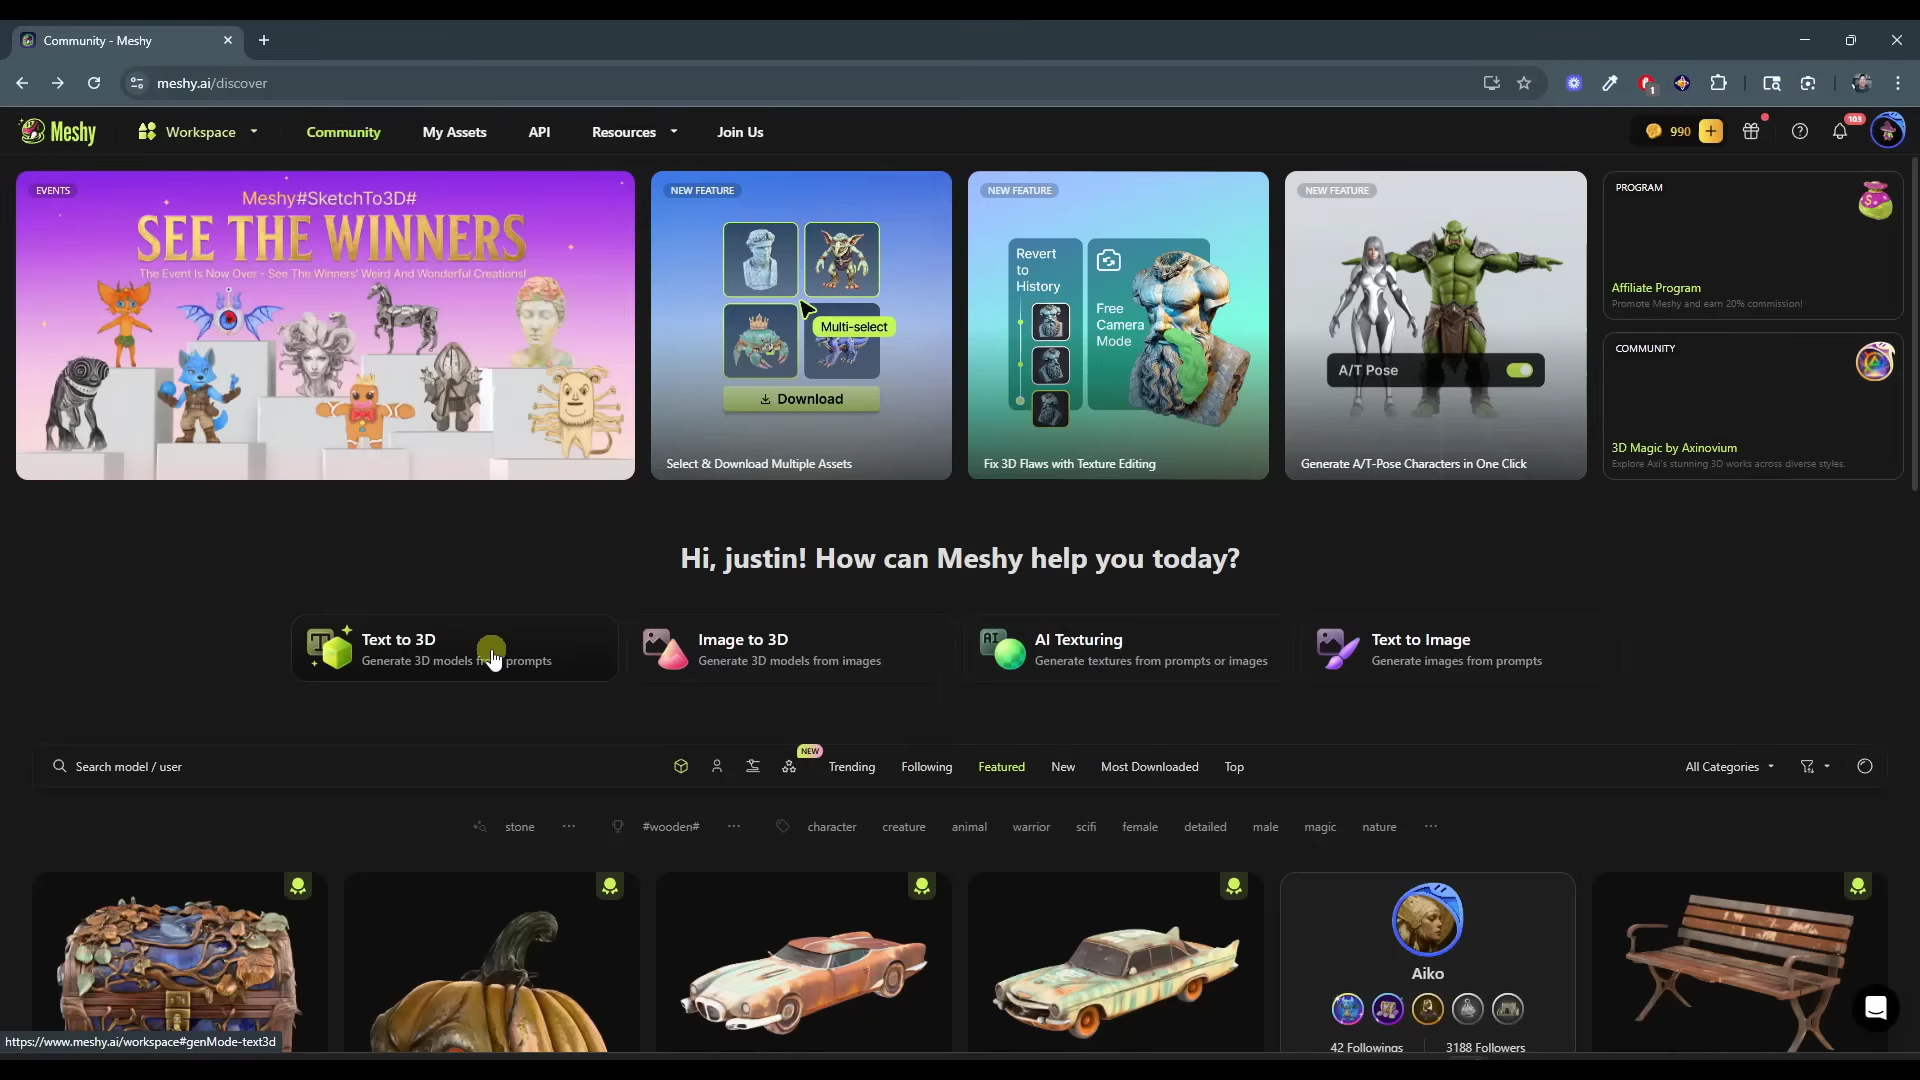 Community - Meshy
meshy.ai/discover
1
Meshy
Workspace
Community
My Assets
API
Resources
Join Us
990
103
EVENTS
Meshy#SketchTo3D#
SEE THE WINNERS
The Event Is Now Over - See The Winners' Weird And Wonderful Creations!
NEW FEATURE
Multi-select
Download
Select & Download Multiple Assets
NEW FEATURE
Revert
to
History
Free
Camera
Mode
Fix 3D Flaws with Texture Editing
NEW FEATURE
A/T Pose
Generate A/T-Pose Characters in One Click
PROGRAM
Affiliate Program
Promote Meshy and earn 20% commission!
COMMUNITY
3D Magic by Axinovium
Explore Axi's stunning 3D works across diverse styles.
Hi, justin! How can Meshy help you today?
T
Text to 3D
Generate 3D models prompts
Image to 3D
Generate 3D models from images
AI
AI Texturing
Generate textures from prompts or images
Text to Image
Generate images from prompts
Search model / user
NEW
Trending
Following
Featured
New
Most Downloaded
Top
All Categories
stone
#wooden#
character
creature
animal
warrior
scifi
female
detailed
male
magic
nature
Aiko
42 Followings
3188 Followers
https://www.meshy.ai/workspace#genMode-text3d